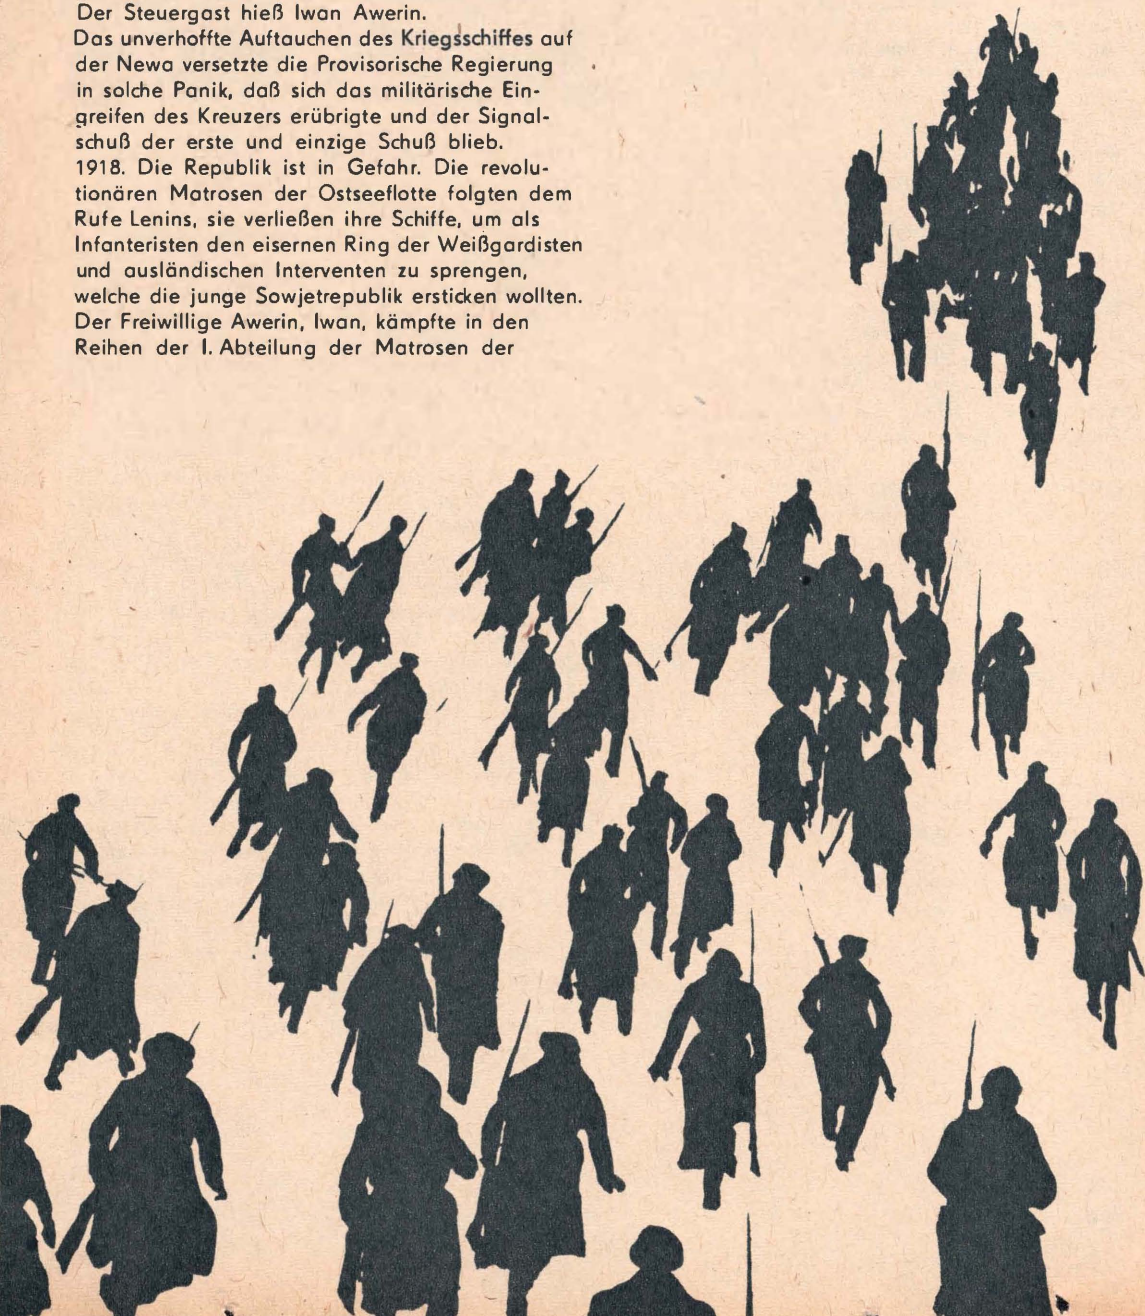 Der Steuergast hieß Iwan Awerin.
Das unverhoffte Auftauchen des Kriegsschiffes auf
der Newa versetzte die Provisorische Regierung
in solche Panik, daß sich das militärische Ein-
greifen des Kreuzers erübrigte und der Signal-
schuß der erste und einzige Schuß blieb.
1918. Die Republik ist in Gefahr. Die revolu-
tionären Matrosen der Ostseeflotte folgten dem
Rufe Lenins, sie verließen ihre Schiffe, um als
Infanteristen den eisernen Ring der Weißgardisten
und ausländischen Interventen zu sprengen,
welche die junge Sowjetrepublik ersticken wollten.
Der Freiwillige Awerin, Iwan, kämpfte in den
Reihen der I. Abteilung der Matrosen der